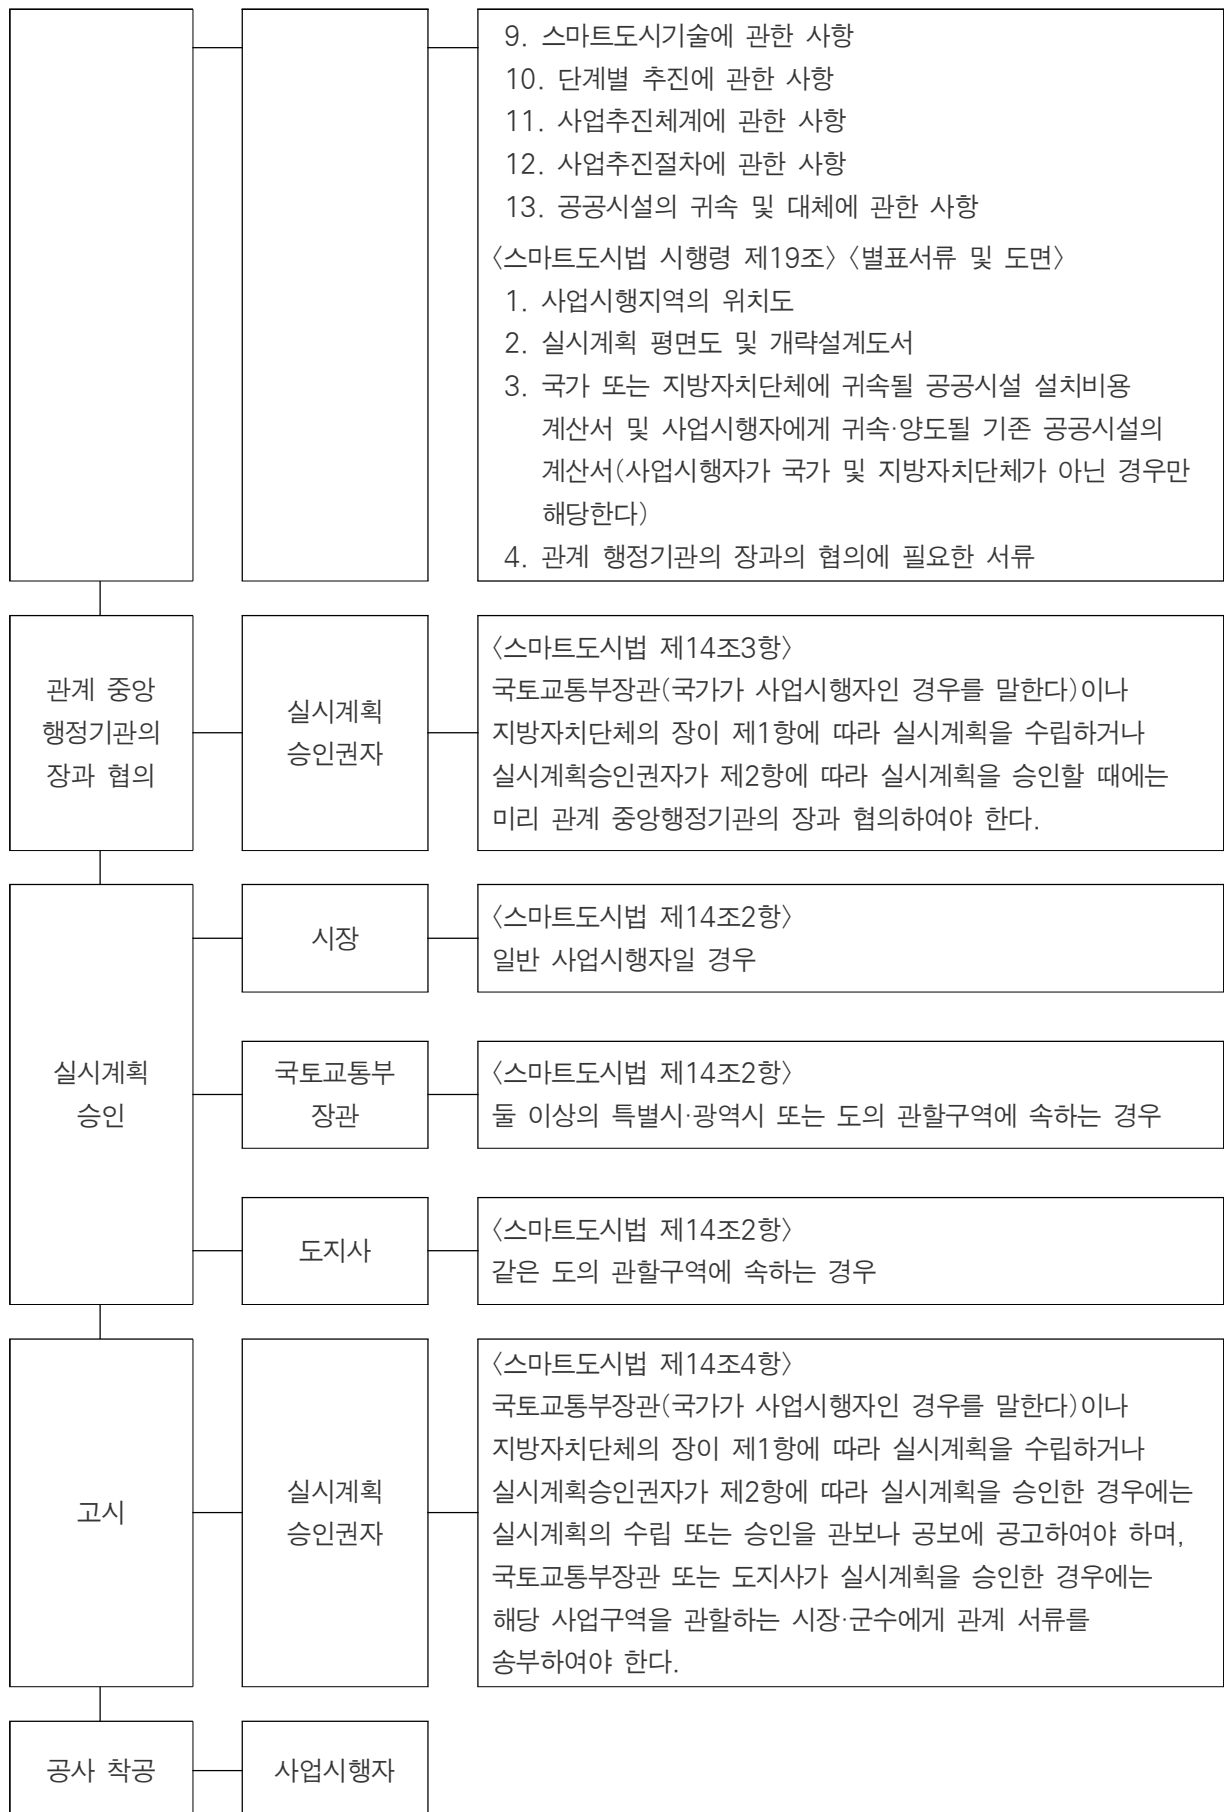 9. 스마트도시기술에 관한 사항
10. 단계별 추진에 관한 사항
11. 사업추진체계에 관한 사항
12. 사업추진절차에 관한 사항
13. 공공시설의 귀속 및 대체에 관한 사항
〈스마트도시법 시행령 제19조〉 〈별표서류 및 도면〉
1. 사업시행지역의 위치도
2. 실시계획 평면도 및 개략설계도서
3. 국가 또는 지방자치단체에 귀속될 공공시설 설치비용
계산서 및 사업시행자에게 귀속·양도될 기존 공공시설의
계산서(사업시행자가 국가 및 지방자치단체가 아닌 경우만
해당한다)
4. 관계 행정기관의 장과의 협의에 필요한 서류
관계 중앙
행정기관의
장과 협의
실시계획
승인권자
〈스마트도시법 제14조3항〉
국토교통부장관(국가가 사업시행자인 경우를 말한다)이나
지방자치단체의 장이 제1항에 따라 실시계획을 수립하거나
실시계획승인권자가 제2항에 따라 실시계획을 승인할 때에는
미리 관계 중앙행정기관의 장과 협의하여야 한다.
실시계획
승인
시장
〈스마트도시법 제14조2항〉
일반 사업시행자일 경우
국토교통부
장관
〈스마트도시법 제14조2항〉
둘 이상의 특별시·광역시 또는 도의 관할구역에 속하는 경우
도지사
〈스마트도시법 제14조2항〉
같은 도의 관할구역에 속하는 경우
고시
실시계획
승인권자
〈스마트도시법 제14조4항〉
국토교통부장관(국가가 사업시행자인 경우를 말한다)이나
지방자치단체의 장이 제1항에 따라 실시계획을 수립하거나
실시계획승인권자가 제2항에 따라 실시계획을 승인한 경우에는
실시계획의 수립 또는 승인을 관보나 공보에 공고하여야 하며,
국토교통부장관 또는 도지사가 실시계획을 승인한 경우에는
해당 사업구역을 관할하는 시장·군수에게 관계 서류를
송부하여야 한다.
공사 착공
사업시행자